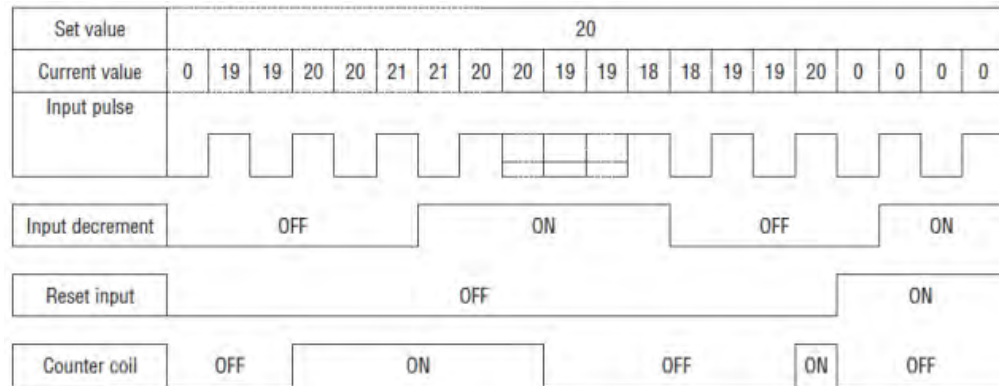 Set value 20
Current value 0 19 19 20 20 21 21 20 20 19 19 18 18 19 19 20 0 0 0 0
Input pulse
Input decrement OFF ON OFF ON
Reset input OFF ON
Counter coil OFF ON OFF ON OFF